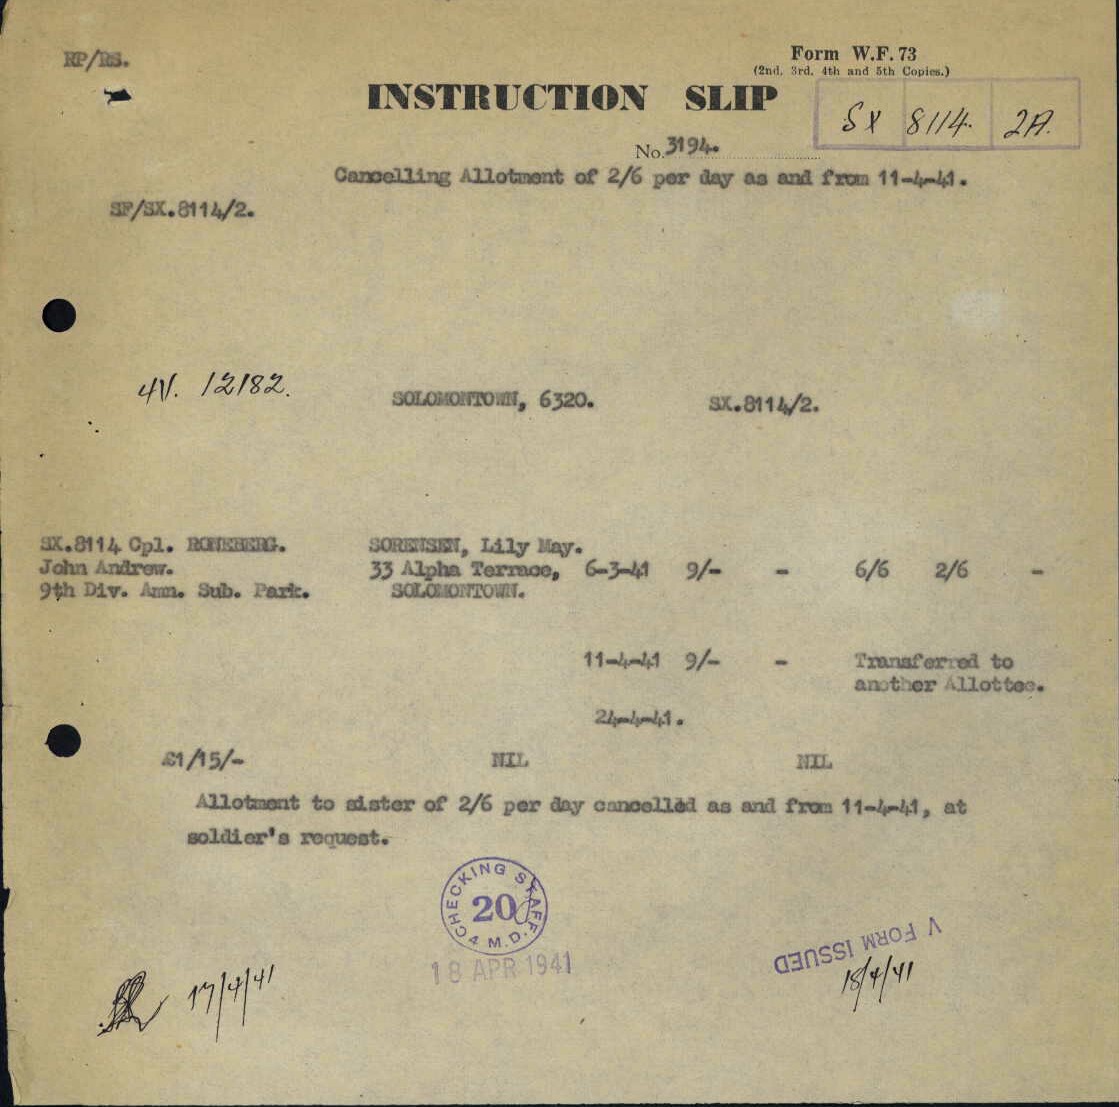 RP/RS.
Form W.F. 73
(2nd, 3rd, 4th and 5th Copies.)
INSTRUCTION SLIP
SX 8114. 2A.
No. 3194.
Cancelling Allotment of 2/6 per day as and from 11-4-41.
SF/SX.8114/2.
4V. 12182.
SOLOMONTOWN, 6320. SX.8114/2.
SX.8114 Cpl. RONEBERG. SORENSEN, Lily May.
John Andrew. 33 Alpha Terrace, 6-3-41 9/- - 6/6 2/6 -
9th Div. Amn. Sub. Park. SOLOMONTOWN.
11-4-41 9/- - Transferred to
another Allottee.
24-4-41.
£1/15/- NIL NIL
Allotment to sister of 2/6 per day cancelled as and from 11-4-41, at
soldier's request.
CHECKING STAFF
20
4 M.D.
18 APR 1941
V FORM ISSUED
17/4/41
18/4/41